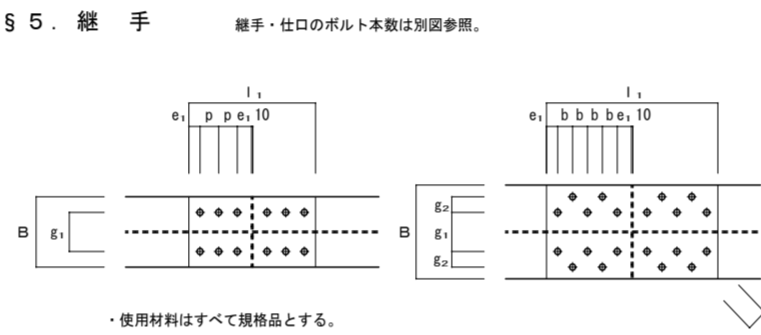 §５．継　手
継手・仕口のボルト本数は別図参照。
l₁
e₁ p p e₁ 10
B g₁
l₁
e₁ b b b b e₁ 10
B g₂ g₁ g₂
・使用材料はすべて規格品とする。